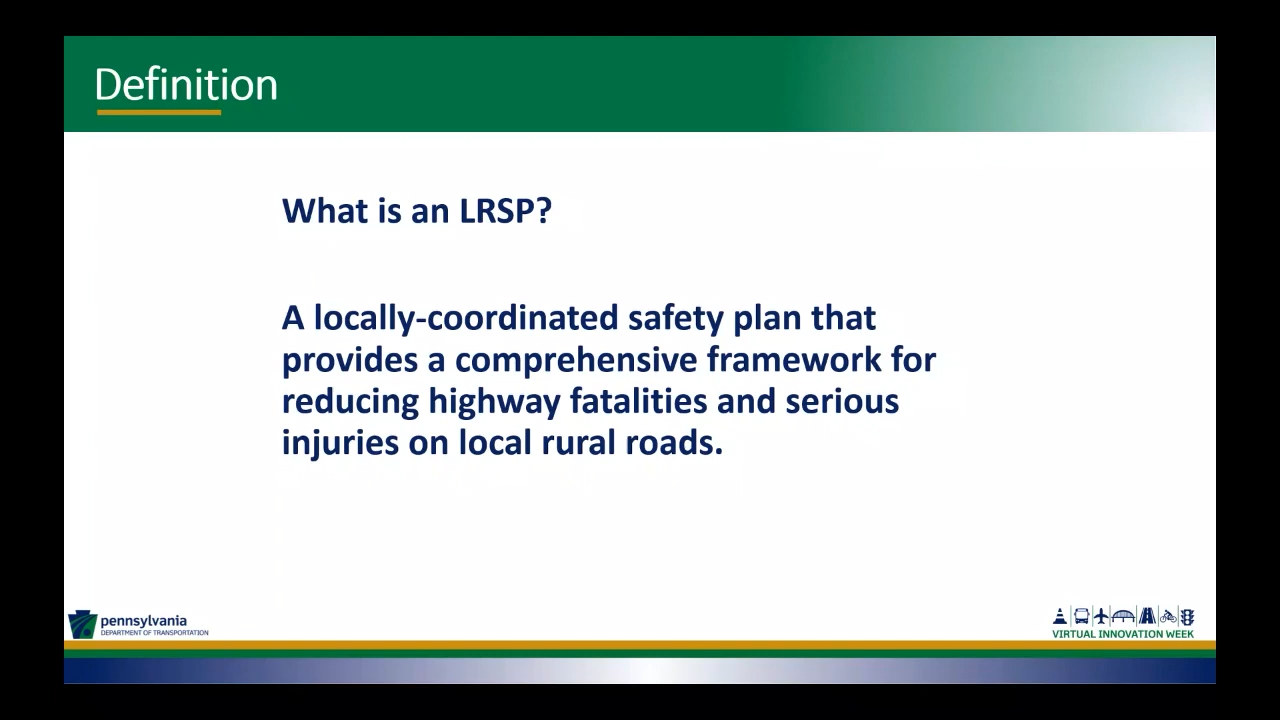 Definition
What is an LRSP?
A locally-coordinated safety plan that
provides a comprehensive framework for
reducing highway fatalities and serious
injuries on local rural roads.
pennsylvania
DEPARTMENT OF TRANSPORTATION
VIRTUAL INNOVATION WEEK